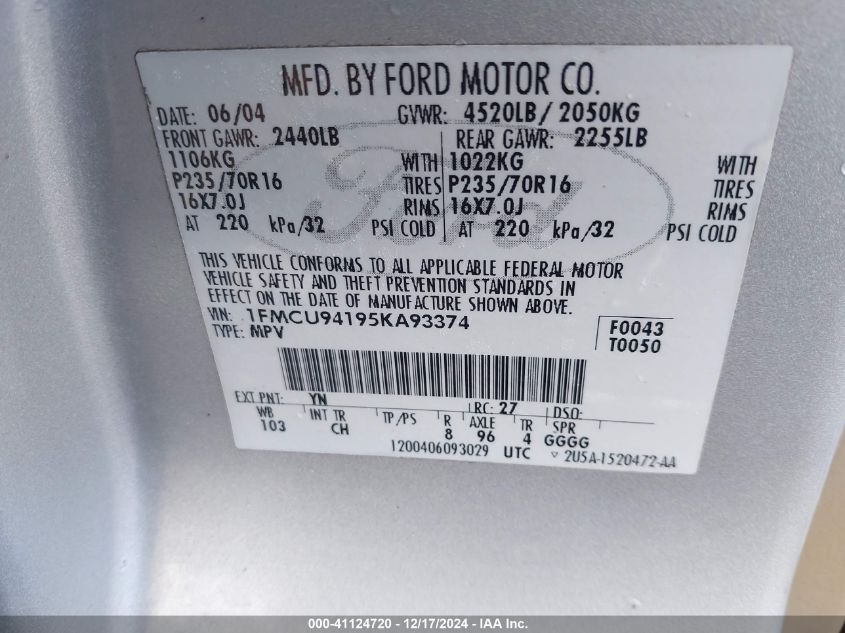 MFD. BY FORD MOTOR CO.
DATE: 06/04 GVWR: 4520LB/ 2050KG
FRONT GAWR: 2440LB REAR GAWR: 2255LB
1106KG WITH 1022KG WITH
P235/70R16 TIRES P235/70R16 TIRES
16X7.0J RIMS 16X7.0J RIMS
AT 220 kPa/32 PSI COLD AT 220 kPa/32 PSI COLD
Ford
THIS VEHICLE CONFORMS TO ALL APPLICABLE FEDERAL MOTOR
VEHICLE SAFETY AND THEFT PREVENTION STANDARDS IN
EFFECT ON THE DATE OF MANUFACTURE SHOWN ABOVE.
VIN: 1FMCU94195KA93374 F0043
TYPE: MPV T0050
EXT PNT: YN RC: 27 DSO:
WB INT TR TP/PS R AXLE TR SPR
103 CH 8 96 4 GGGG
1200406093029 UTC ▽ 2U5A-1520472-AA
000-41124720 - 12/17/2024 - IAA Inc.